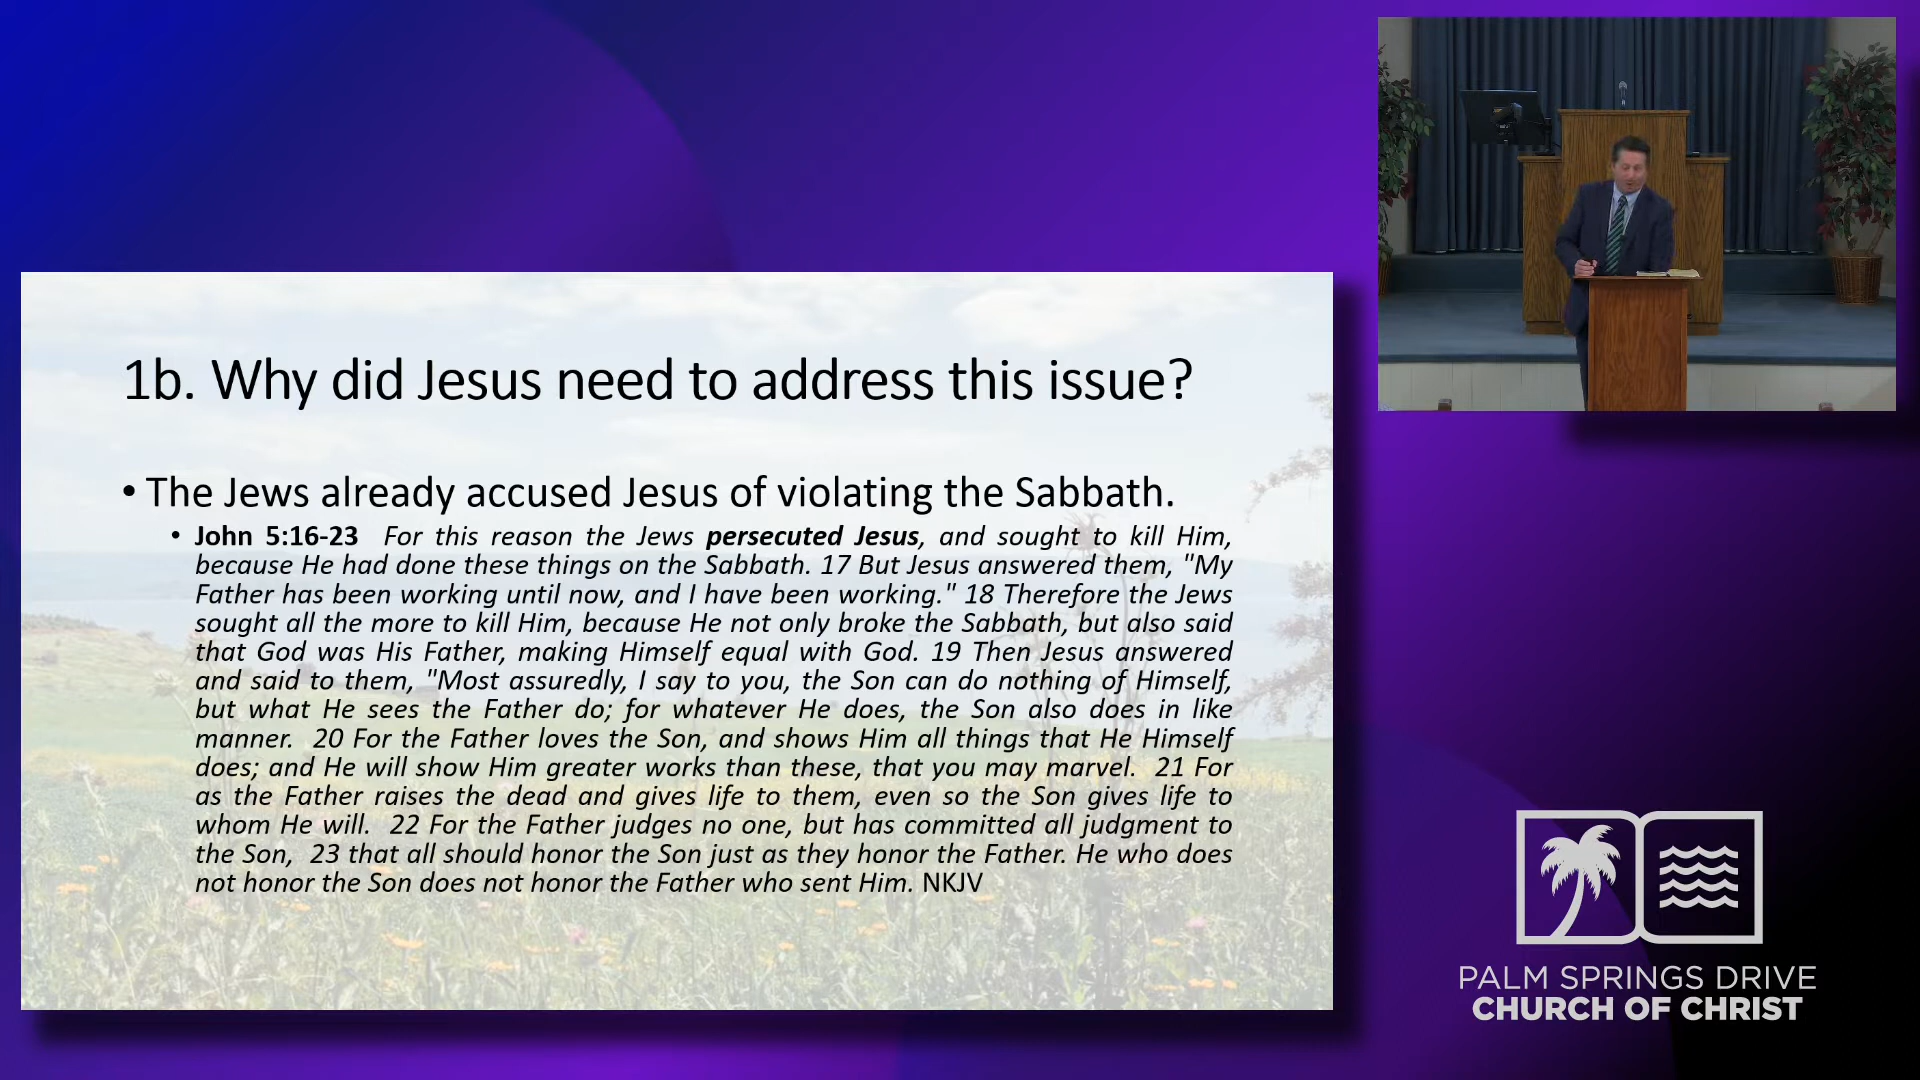 1b. Why did Jesus need to address this issue?
• The Jews already accused Jesus of violating the Sabbath.
• John 5:16-23 For this reason the Jews persecuted Jesus, and sought to kill Him,
because He had done these things on the Sabbath. 17 But Jesus answered them, "My
Father has been working until now, and I have been working." 18 Therefore the Jews
sought all the more to kill Him, because He not only broke the Sabbath, but also said
that God was His Father, making Himself equal with God. 19 Then Jesus answered
and said to them, "Most assuredly, I say to you, the Son can do nothing of Himself,
but what He sees the Father do; for whatever He does, the Son also does in like
manner. 20 For the Father loves the Son, and shows Him all things that He Himself
does; and He will show Him greater works than these, that you may marvel. 21 For
as the Father raises the dead and gives life to them, even so the Son gives life to
whom He will. 22 For the Father judges no one, but has committed all judgment to
the Son, 23 that all should honor the Son just as they honor the Father. He who does
not honor the Son does not honor the Father who sent Him. NKJV
PALM SPRINGS DRIVE
CHURCH OF CHRIST